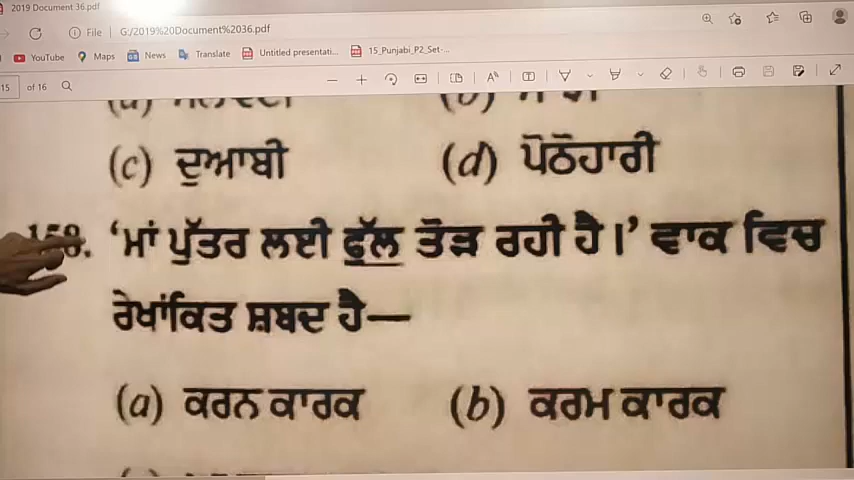 2019 Document 36.pdf
File G:/2019%20Document%2036.pdf
YouTube Maps News Translate Untitled presentati... 15_Punjabi_P2_Set-...
15 of 16
(c) ਦੁਆਬੀ (d) ਪੋਠੋਹਾਰੀ
158. ‘ਮਾਂ ਪੁੱਤਰ ਲਈ ਫੁੱਲ ਤੋੜ ਰਹੀ ਹੈ।’ ਵਾਕ ਵਿਚ
ਰੇਖਾਂਕਿਤ ਸ਼ਬਦ ਹੈ—
(a) ਕਰਨ ਕਾਰਕ (b) ਕਰਮ ਕਾਰਕ